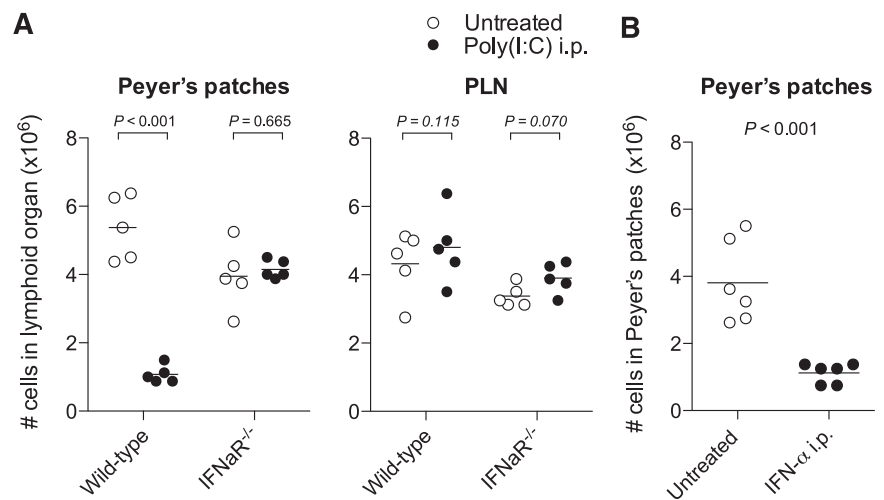 A
Untreated
Poly(I:C) i.p.
B
Peyer's patches
PLN
Peyer's patches
P < 0.001
P = 0.665
P = 0.115
P = 0.070
P < 0.001
# cells in lymphoid organ (x10⁶)
8
6
4
2
0
8
6
4
2
0
# cells in Peyer's patches (x10⁶)
8
6
4
2
0
Wild-type
IFNaR⁻/⁻
Wild-type
IFNaR⁻/⁻
Untreated
IFN-α i.p.